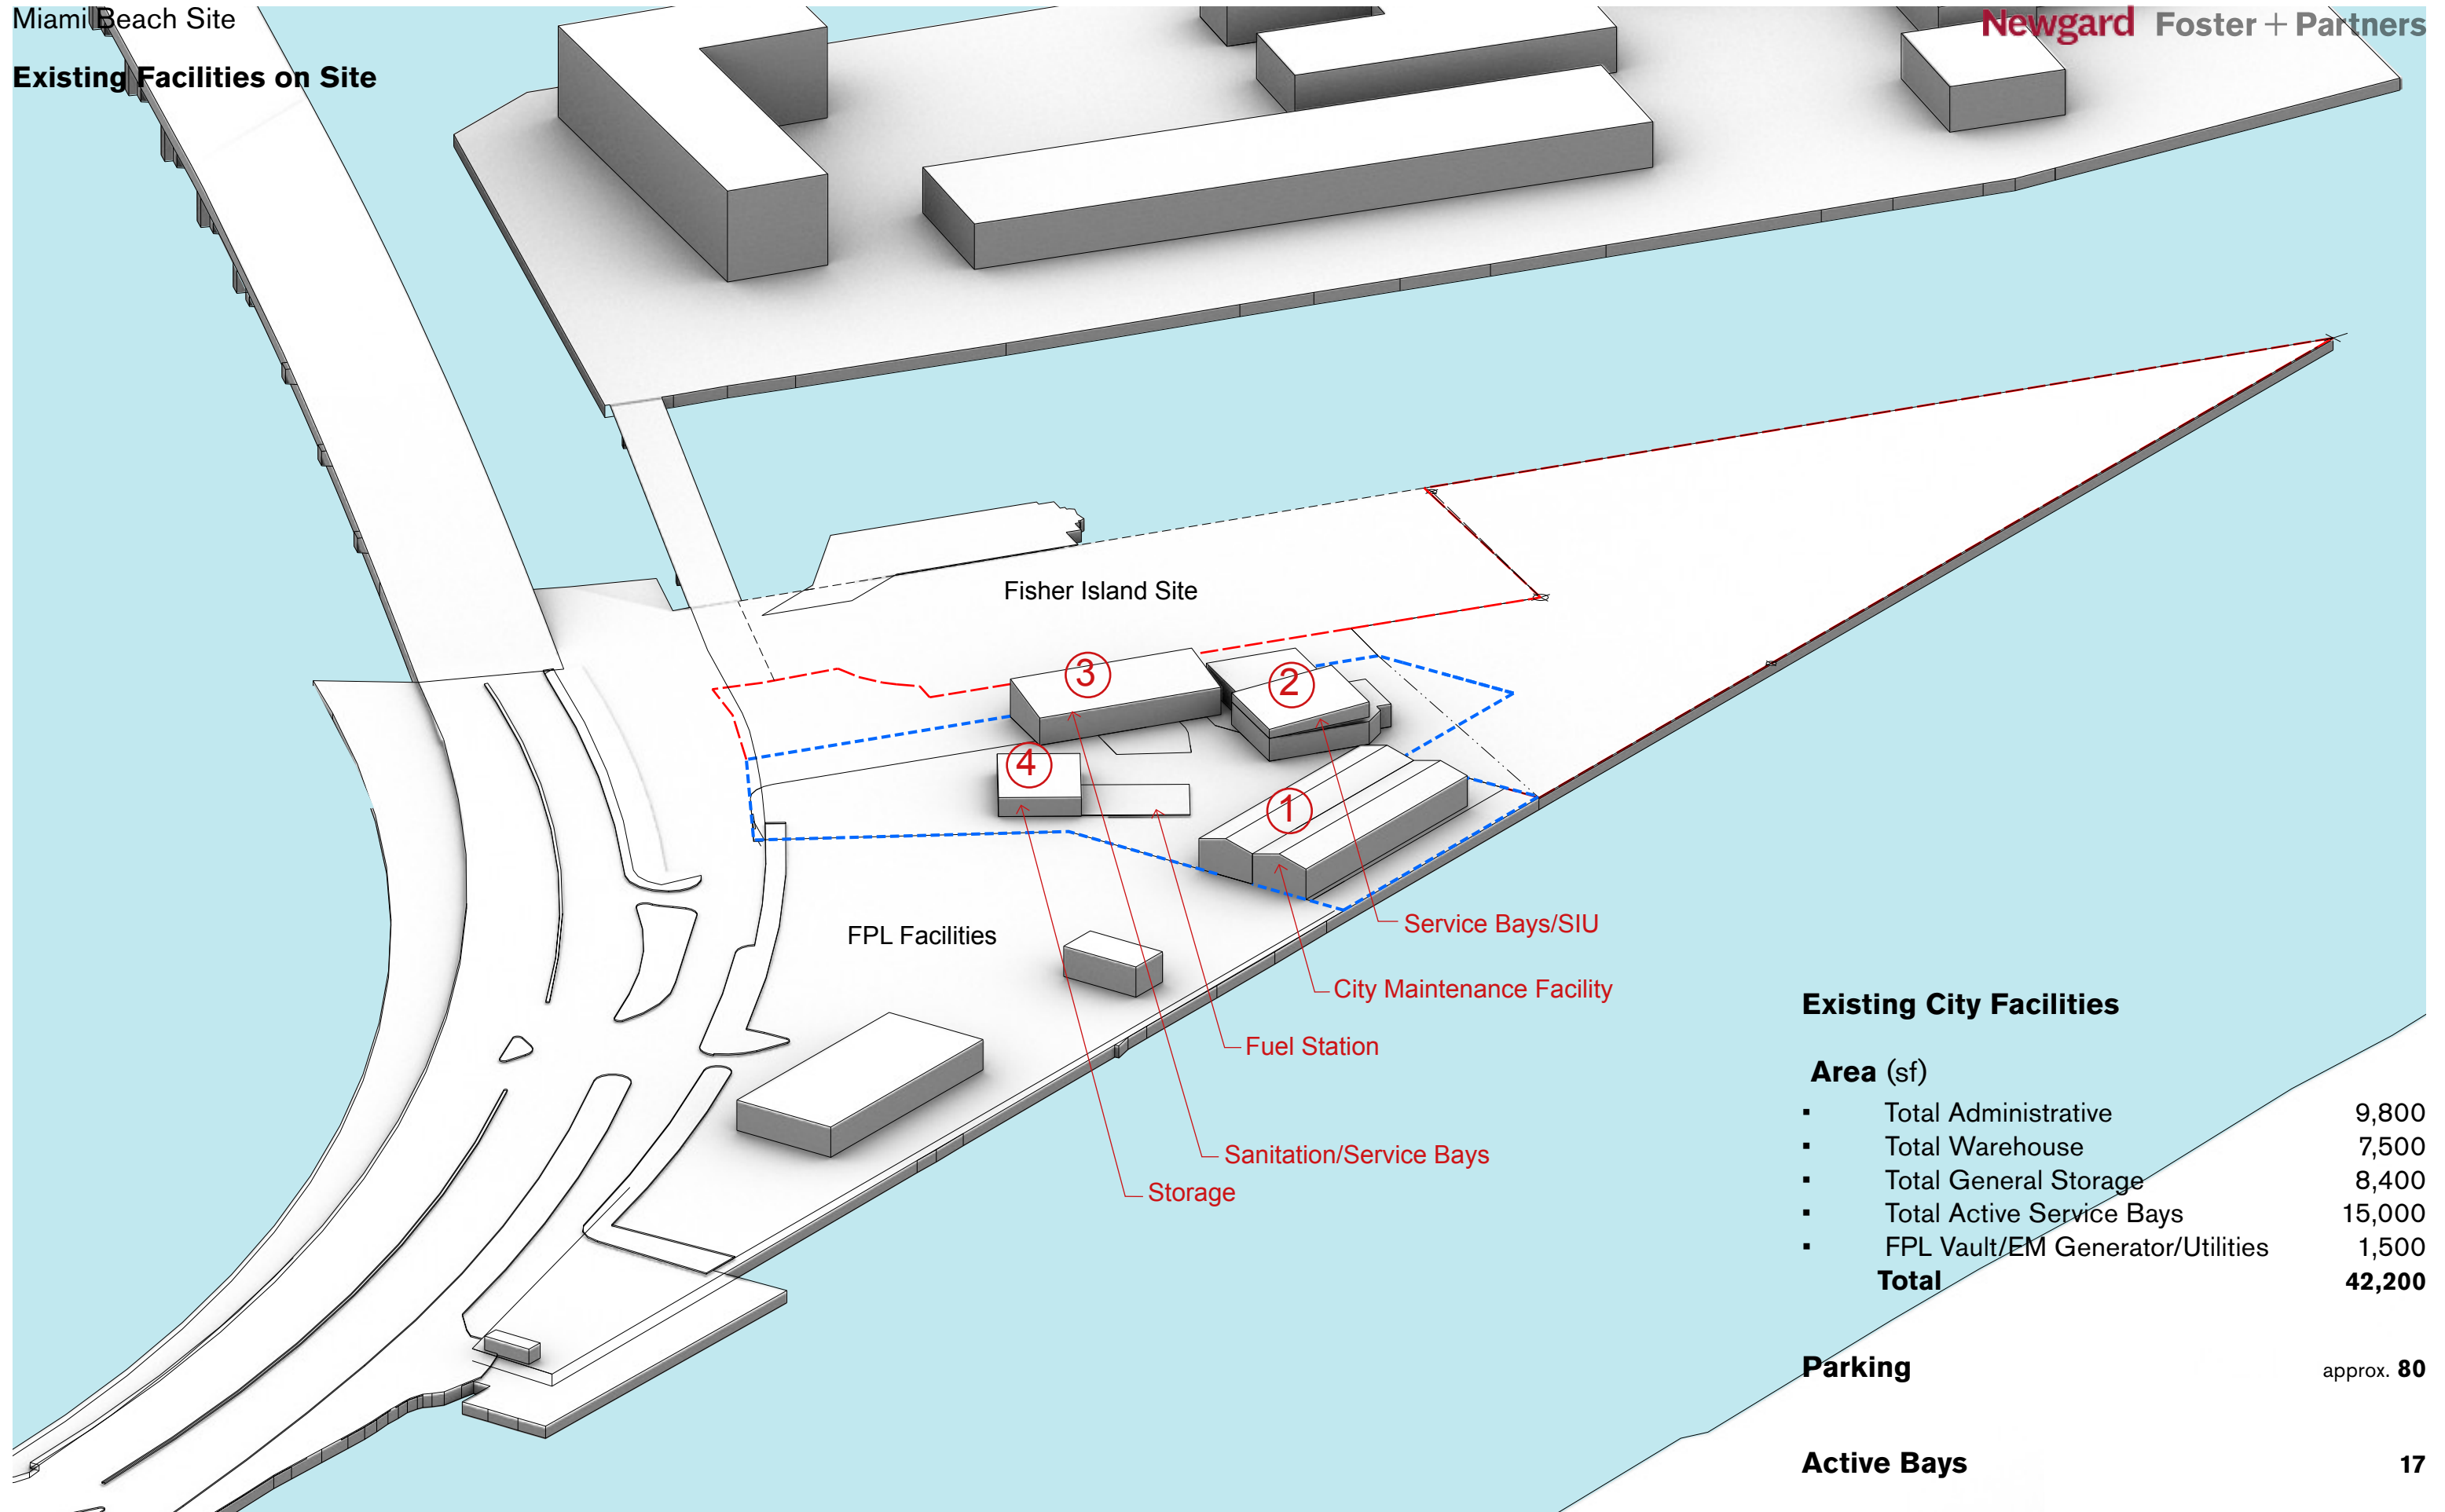 Miami Beach Site
Newgard Foster + Partners
Existing Facilities on Site
Fisher Island Site
3
2
4
1
Service Bays/SIU
FPL Facilities
City Maintenance Facility
Fuel Station
Sanitation/Service Bays
Storage
Existing City Facilities
Area (sf)
▪ Total Administrative 9,800
▪ Total Warehouse 7,500
▪ Total General Storage 8,400
▪ Total Active Service Bays 15,000
▪ FPL Vault/EM Generator/Utilities 1,500
Total 42,200
Parking approx. 80
Active Bays 17